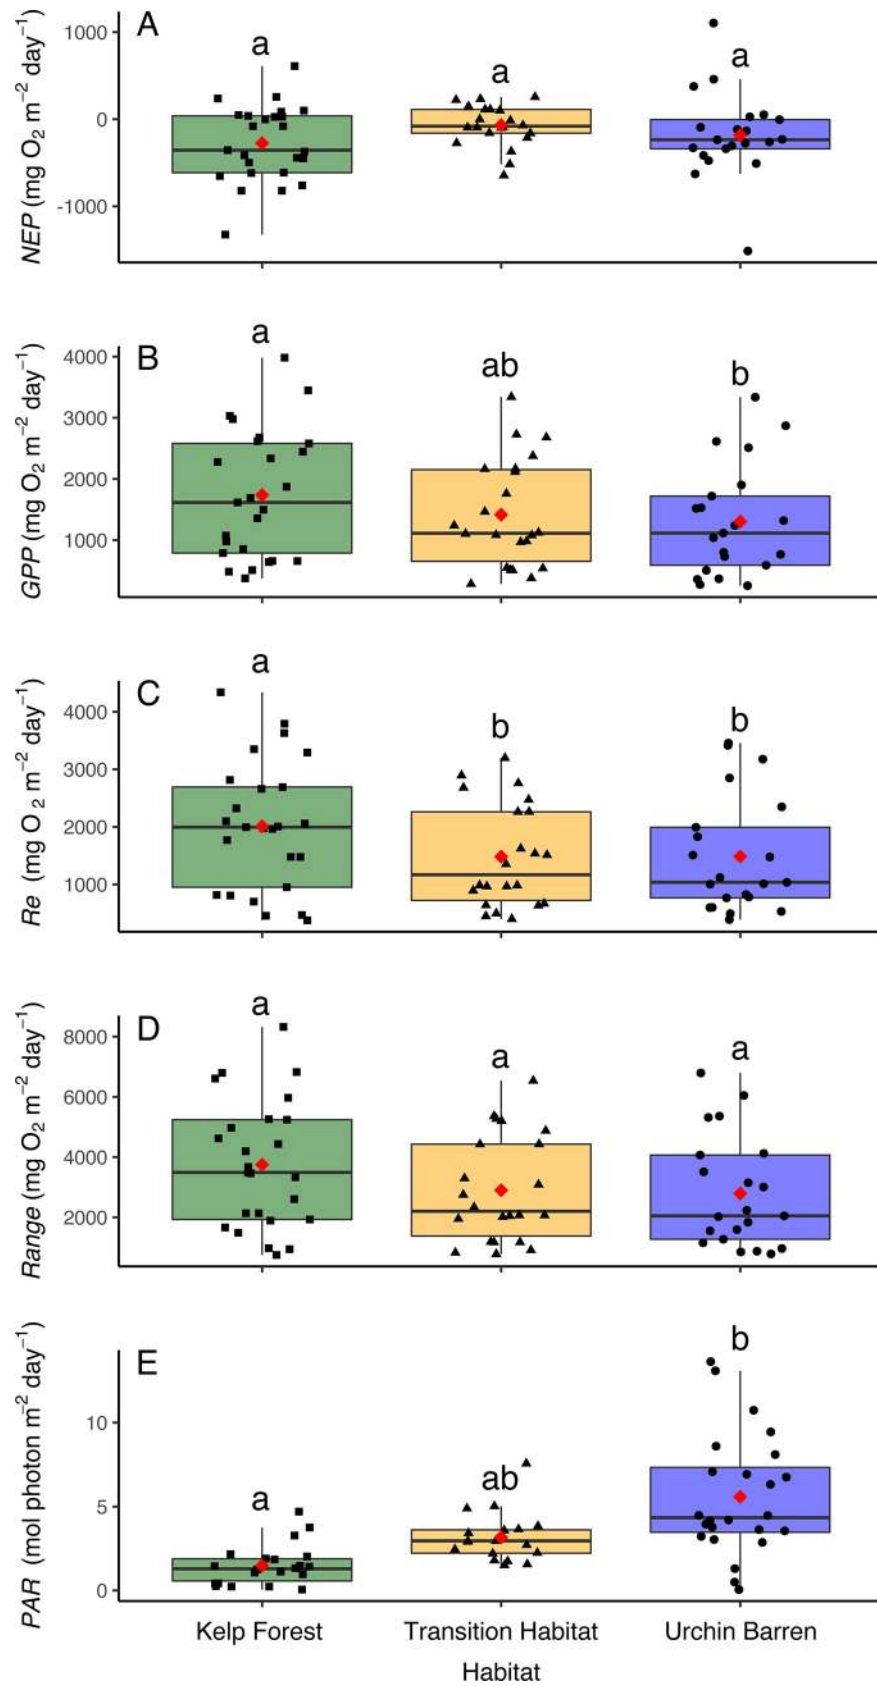 A
a
a
a
1000
0
-1000
NEP (mg O2 m−2 day−1)
B
a
ab
b
4000
3000
2000
1000
GPP (mg O2 m−2 day−1)
C
a
b
b
4000
3000
2000
1000
Re (mg O2 m−2 day−1)
D
a
a
a
8000
6000
4000
2000
Range (mg O2 m−2 day−1)
E
a
ab
b
10
5
0
PAR (mol photon m−2 day−1)
Kelp Forest Transition Habitat Urchin Barren
Habitat